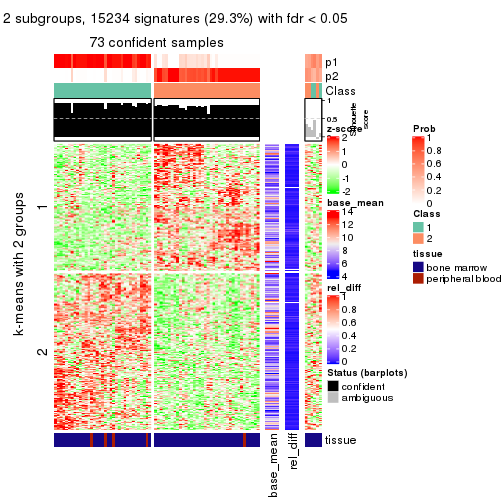 2 subgroups, 15234 signatures (29.3%) with fdr < 0.05
73 confident samples
p1
p2
Class
1
0.5
0
Silhouette
score
k-means with 2 groups
1
2
z-score
2
1
0
-1
-2
base_mean
14
12
10
8
6
4
rel_diff
1
0.8
0.6
0.4
0.2
0
Status (barplots)
confident
ambiguous
Prob
1
0.8
0.6
0.4
0.2
0
Class
1
2
tissue
bone marrow
peripheral blood
tissue
base_mean
rel_diff